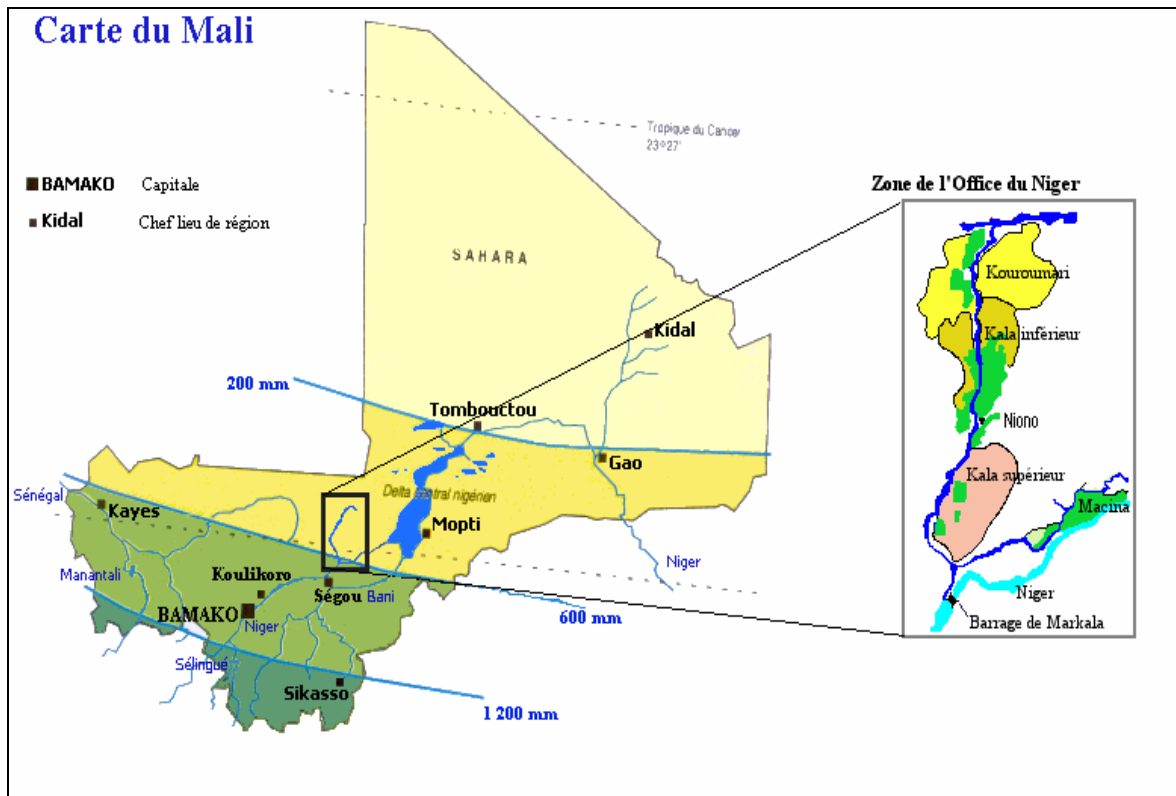 Carte du Mali
Tropique du Cancer
23°27'
BAMAKO Capitale
Kidal Chef lieu de région
Zone de l'Office du Niger
SAHARA
Kouroumari
Kala inférieur
Kidal
200 mm
Tombouctou
Niono
Gao
Kala supérieur
Sénégal
Kayes
Delta central nigérien
Macina
Mopti
Niger
Manantali
Koulikoro
Ségou
Bani
Niger
BAMAKO
Niger
600 mm
Barrage de Markala
Sélingué
Sikasso
1 200 mm